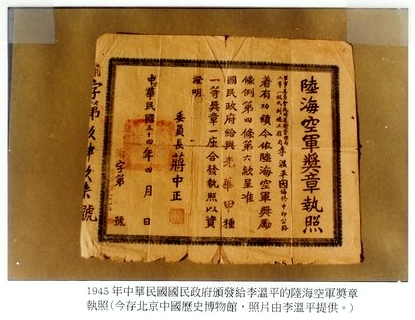 陸海空軍獎章執照
李溫平因
著有功績今依陸海空軍獎勵
條例第四條第六款呈准
國民政府給與光華甲種
一等獎章一座合發執照以資
證明
委員長蔣中正
中華民國三十四年四月 日
字第 號
字第 號
1945 年中華民國國民政府頒發給李溫平的陸海空軍獎章
執照(今存北京中國歷史博物館‧照片由李溫平提供。)